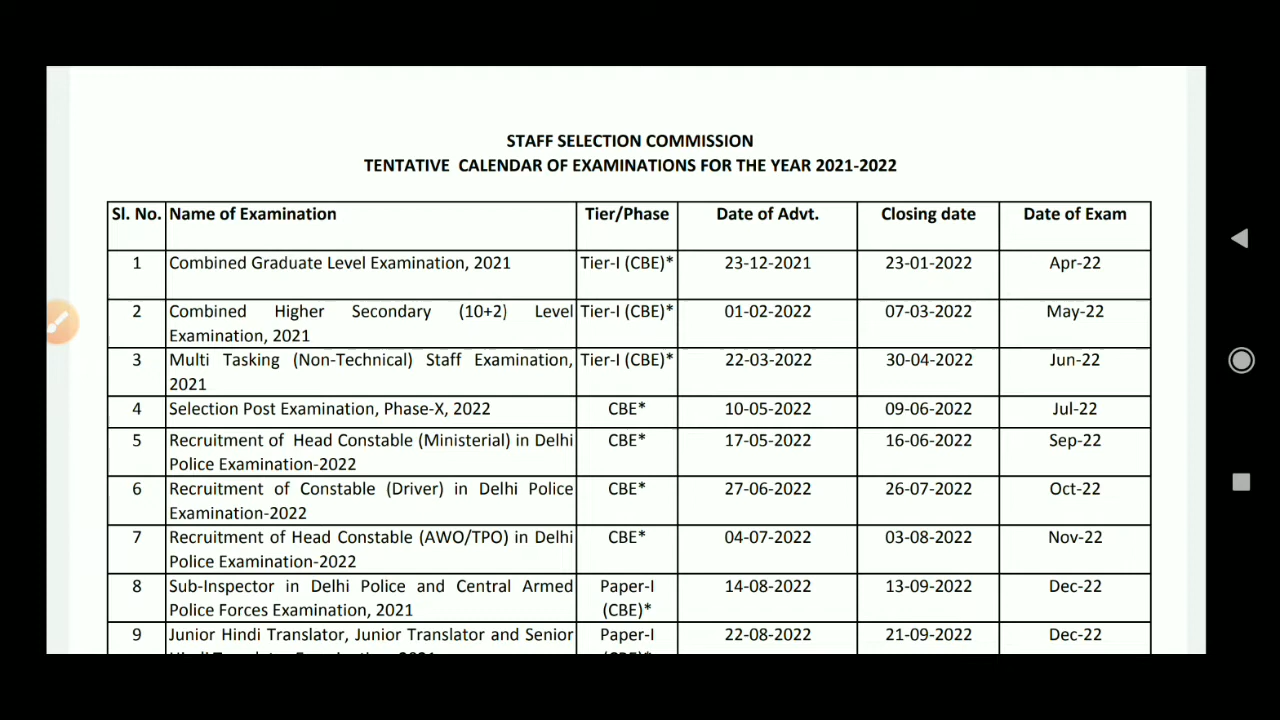 STAFF SELECTION COMMISSION
TENTATIVE CALENDAR OF EXAMINATIONS FOR THE YEAR 2021-2022
Sl. No. Name of Examination Tier/Phase Date of Advt. Closing date Date of Exam
1 Combined Graduate Level Examination, 2021 Tier-I (CBE)* 23-12-2021 23-01-2022 Apr-22
2 Combined Higher Secondary (10+2) Level Tier-I (CBE)* 01-02-2022 07-03-2022 May-22
Examination, 2021
3 Multi Tasking (Non-Technical) Staff Examination, Tier-I (CBE)* 22-03-2022 30-04-2022 Jun-22
2021
4 Selection Post Examination, Phase-X, 2022 CBE* 10-05-2022 09-06-2022 Jul-22
5 Recruitment of Head Constable (Ministerial) in Delhi CBE* 17-05-2022 16-06-2022 Sep-22
Police Examination-2022
6 Recruitment of Constable (Driver) in Delhi Police CBE* 27-06-2022 26-07-2022 Oct-22
Examination-2022
7 Recruitment of Head Constable (AWO/TPO) in Delhi CBE* 04-07-2022 03-08-2022 Nov-22
Police Examination-2022
8 Sub-Inspector in Delhi Police and Central Armed Paper-I 14-08-2022 13-09-2022 Dec-22
Police Forces Examination, 2021 (CBE)*
9 Junior Hindi Translator, Junior Translator and Senior Paper-I 22-08-2022 21-09-2022 Dec-22